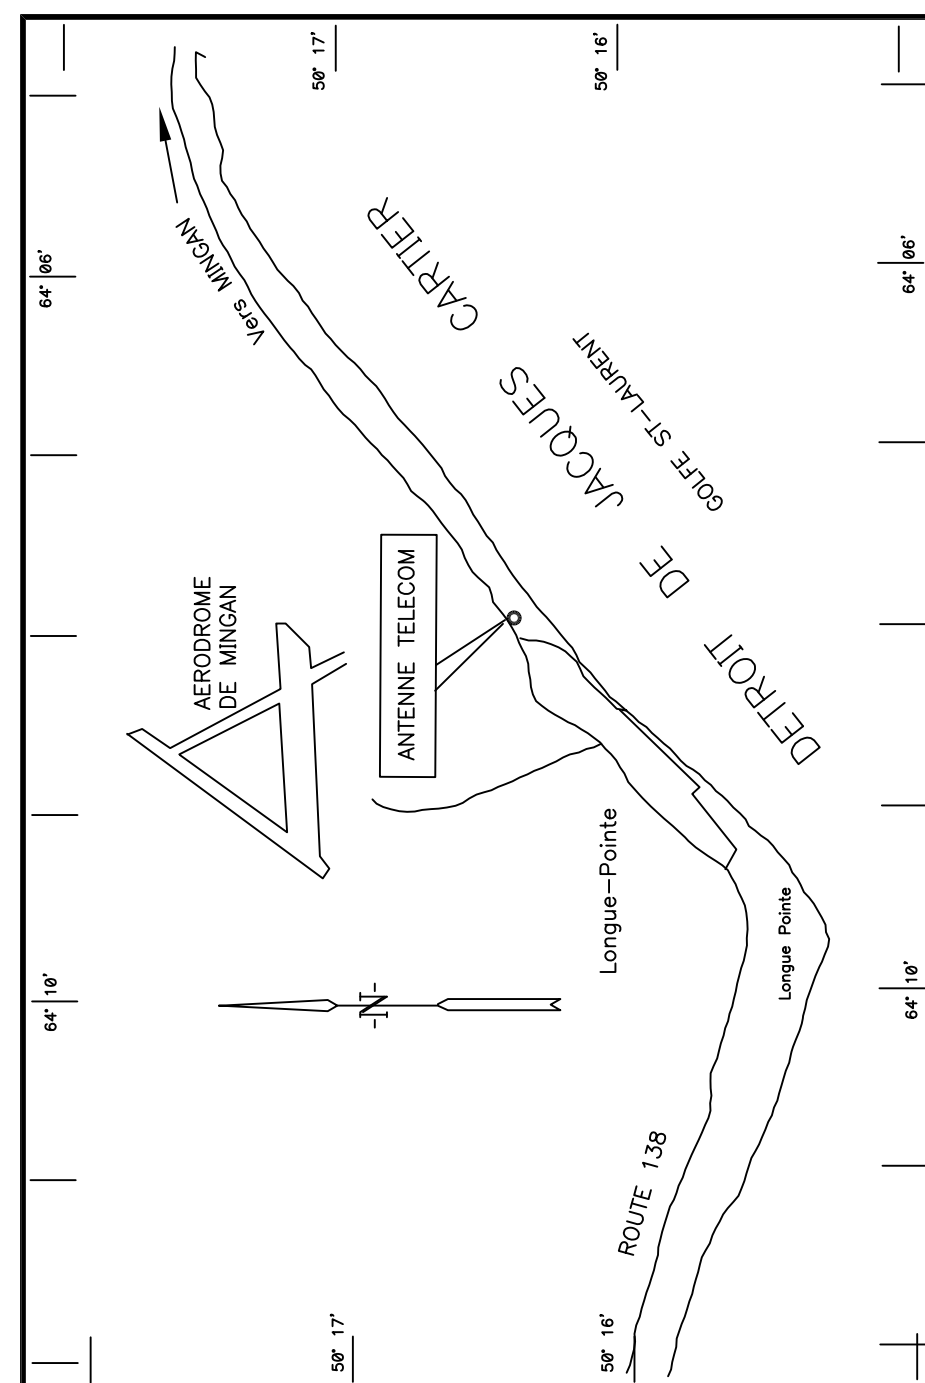 50° 17'
50° 16'
64° 06'
64° 06'
Vers MINGAN
DETROIT DE JACQUES CARTIER
GOLFE ST-LAURENT
AERODROME
DE MINGAN
ANTENNE TELECOM
Longue-Pointe
Longue Pointe
64° 10'
64° 10'
-N-
ROUTE 138
50° 17'
50° 16'